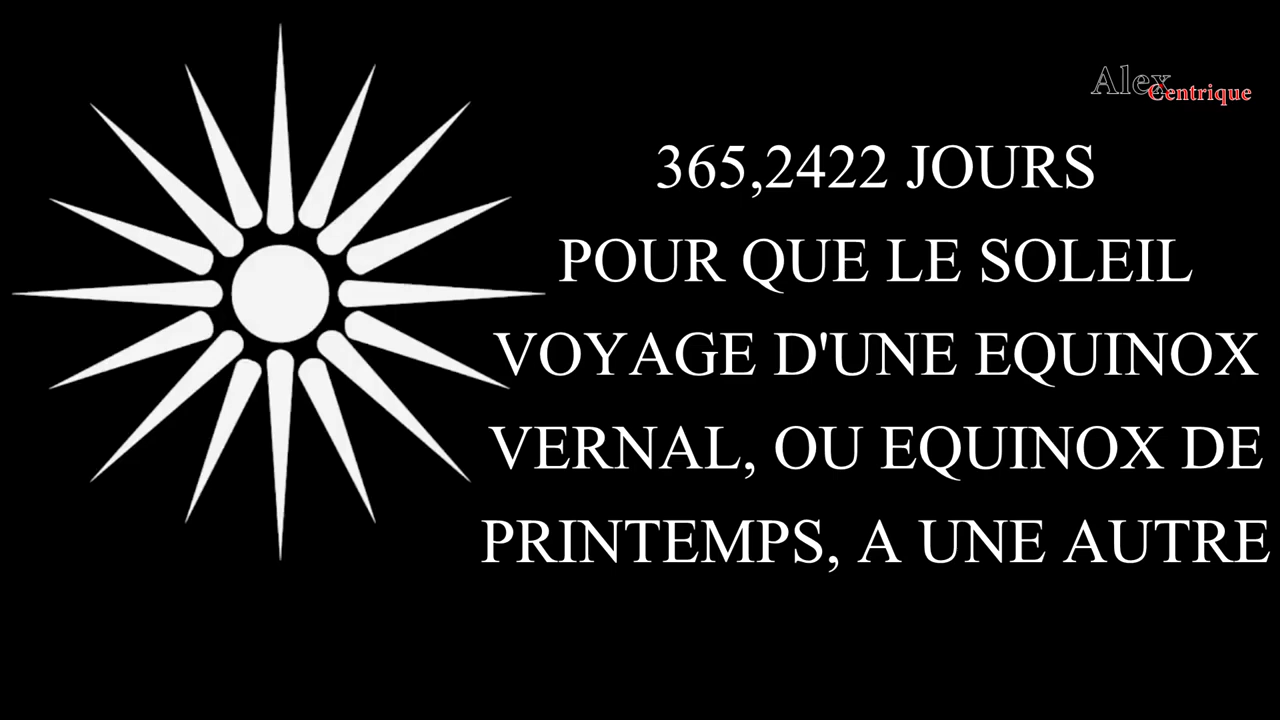 Alex
Centrique
365,2422 JOURS
POUR QUE LE SOLEIL
VOYAGE D'UNE EQUINOX
VERNAL, OU EQUINOX DE
PRINTEMPS, A UNE AUTRE